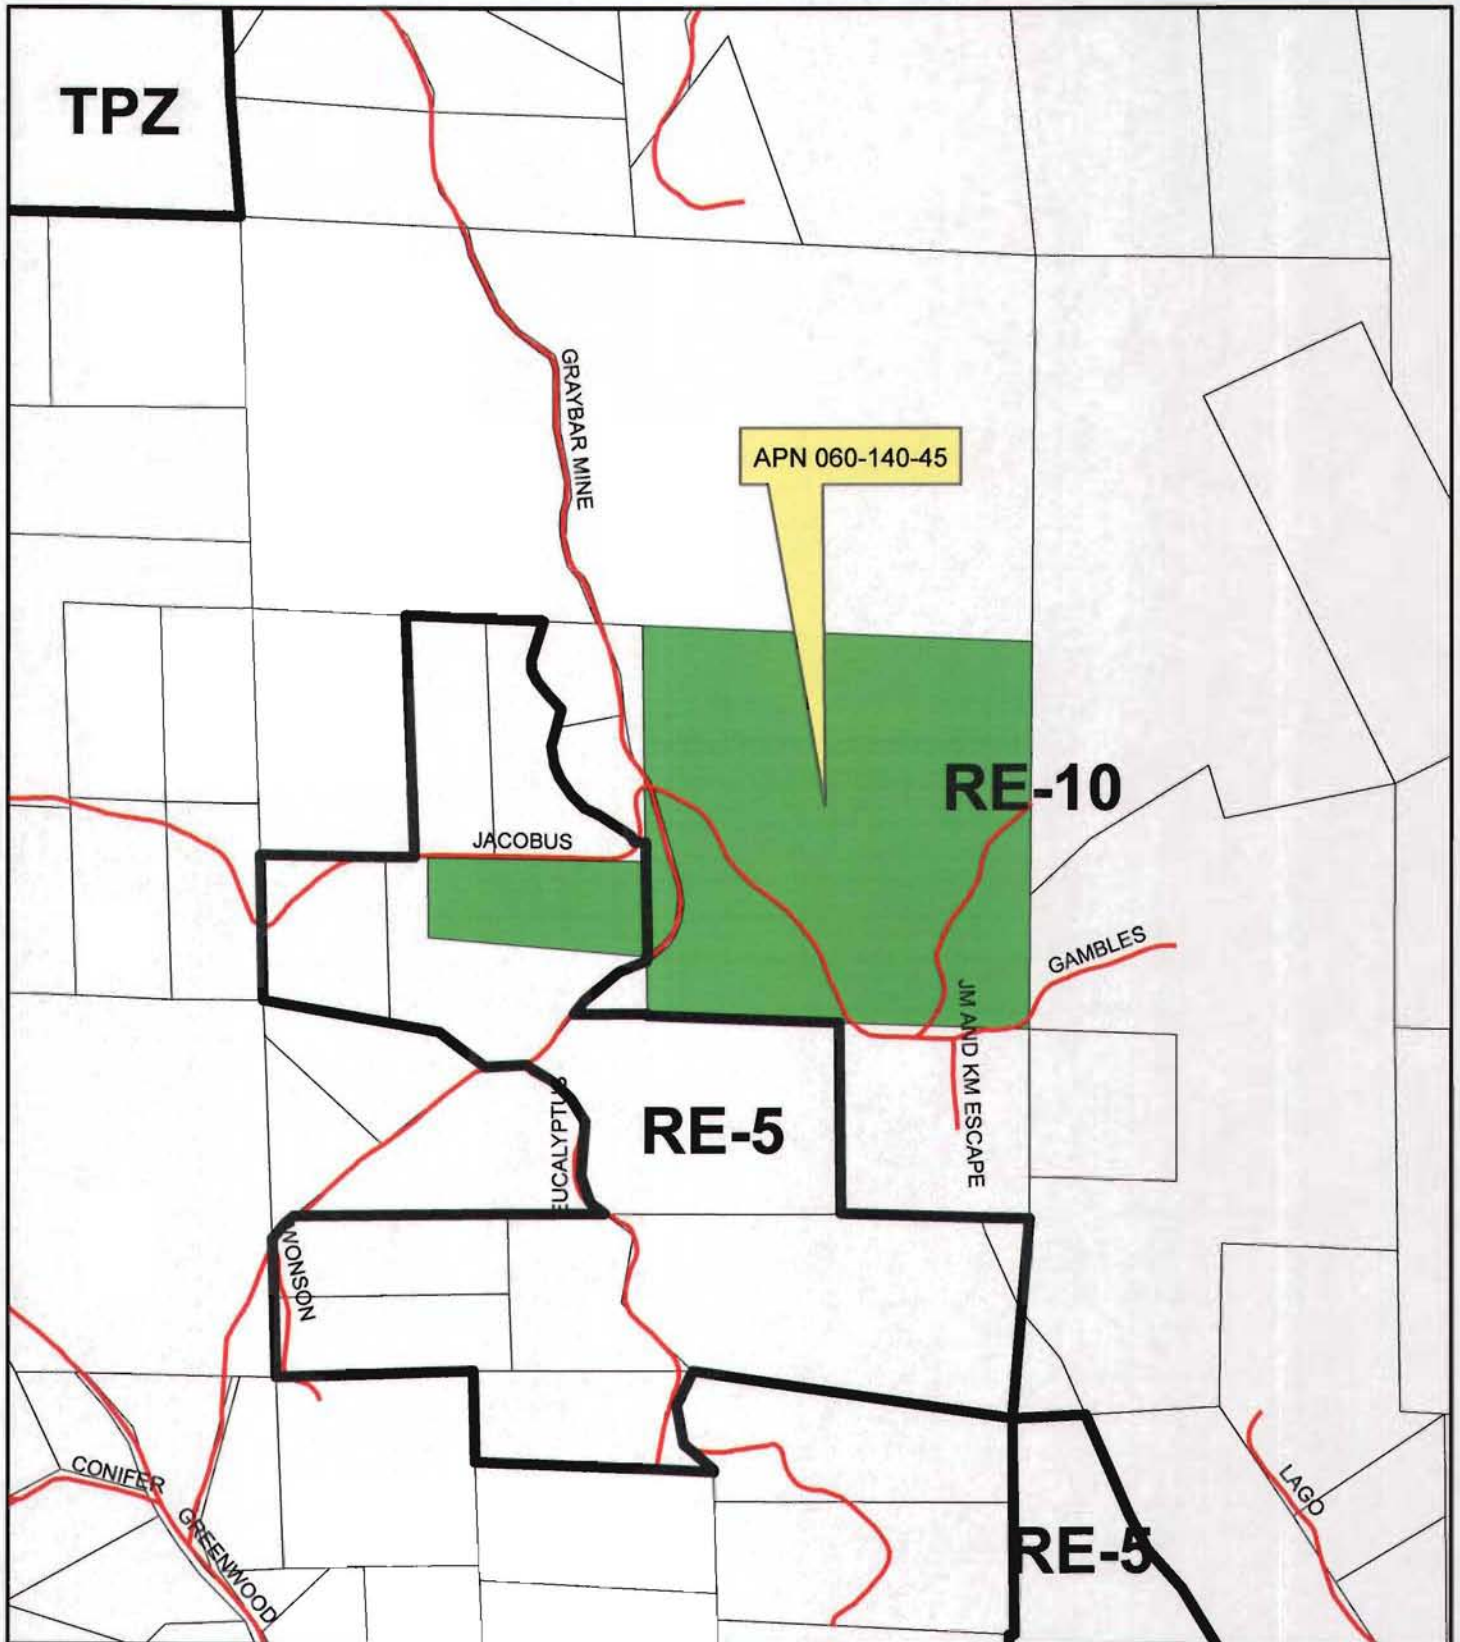 TPZ
GRAYBAR MINE
APN 060-140-45
RE-10
JACOBUS
GAMBLES
JM AND KM ESCAPE
EUCALYPTUS
RE-5
WONSON
CONIFER
GREENWOOD
LAGO
RE-5